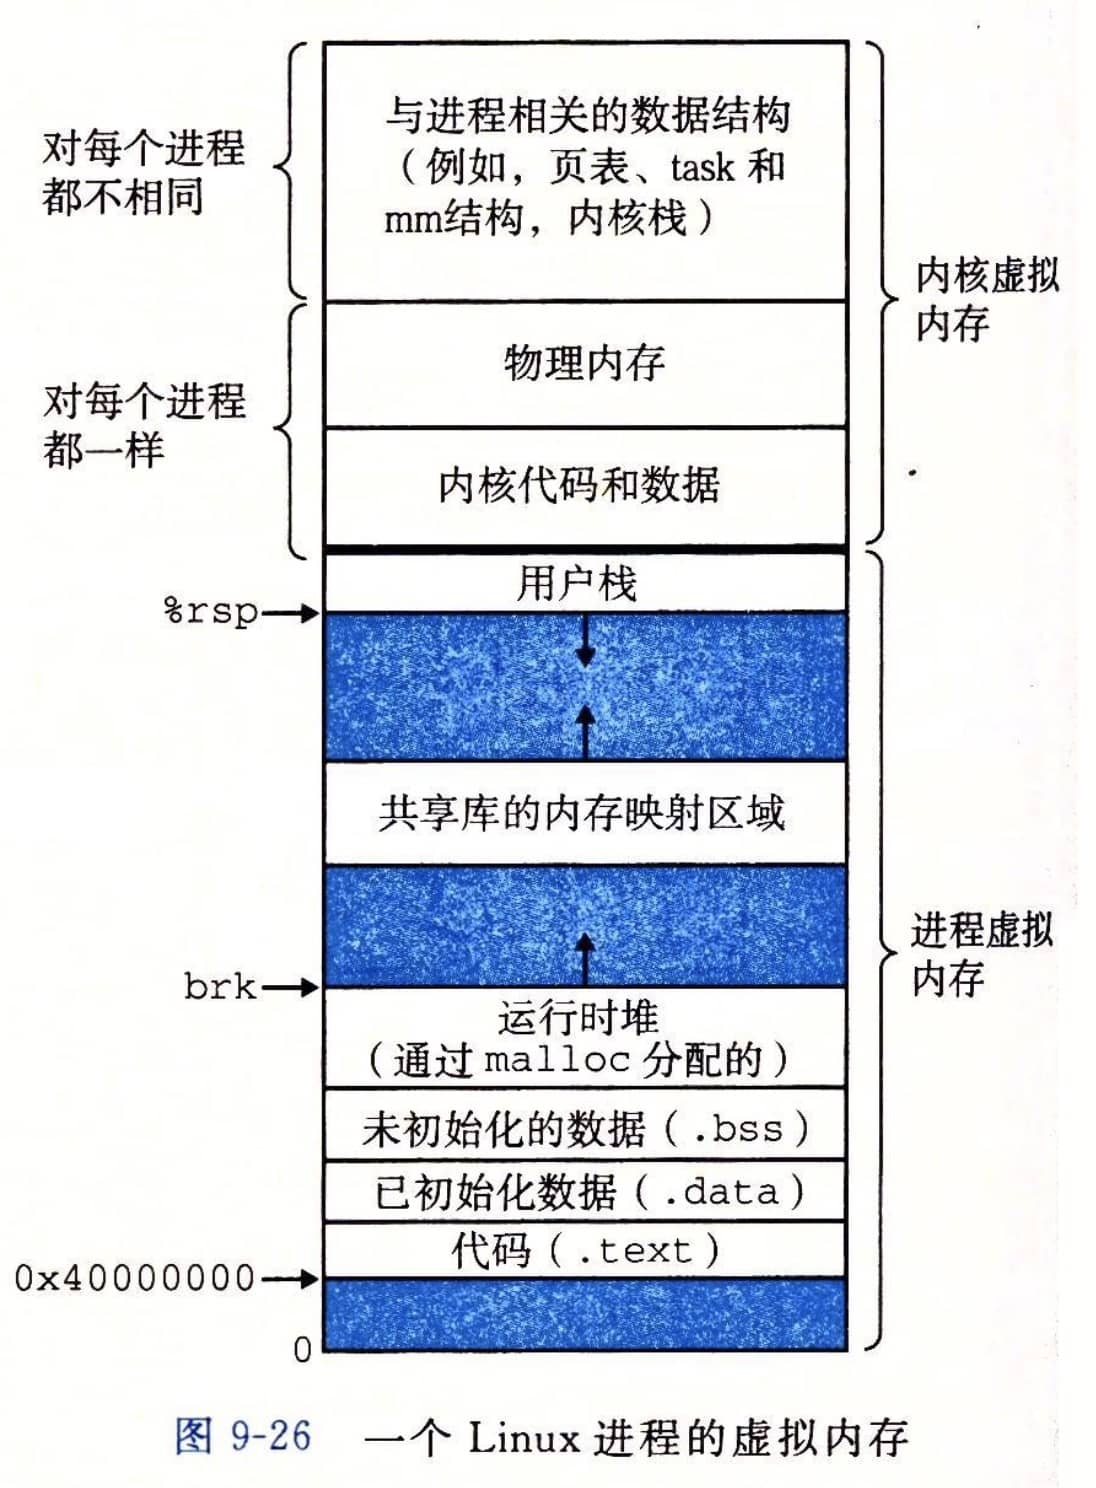 对每个进程
都不相同
与进程相关的数据结构
（例如，页表、task 和
mm结构，内核栈）
内核虚拟
内存
对每个进程
都一样
物理内存
内核代码和数据
用户栈
%rsp
共享库的内存映射区域
进程虚拟
内存
brk
运行时堆
（通过 malloc 分配的）
未初始化的数据（.bss）
已初始化数据（.data）
代码（.text）
0x40000000
0
图 9-26 一个 Linux 进程的虚拟内存